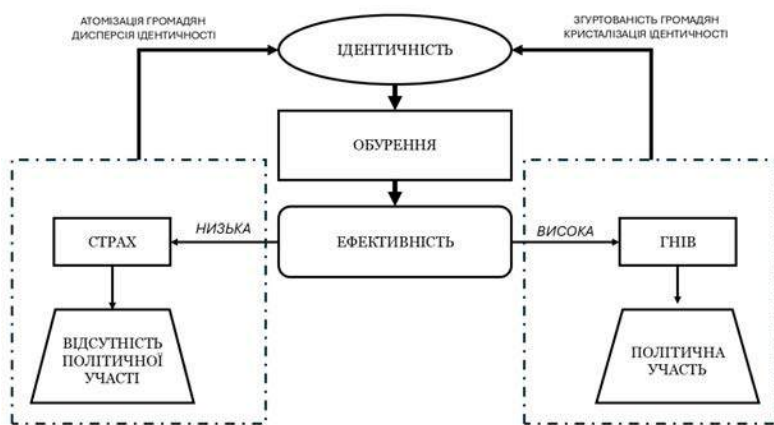 АТОМІЗАЦІЯ ГРОМАДЯН
ДИСПЕРСІЯ ІДЕНТИЧНОСТІ
ЗГУРТОВАНІСТЬ ГРОМАДЯН
КРИСТАЛІЗАЦІЯ ІДЕНТИЧНОСТІ
ІДЕНТИЧНІСТЬ
ОБУРЕННЯ
СТРАХ
НИЗЬКА
ЕФЕКТИВНІСТЬ
ВИСОКА
ГНІВ
ВІДСУТНІСТЬ
ПОЛІТИЧНОЇ
УЧАСТІ
ПОЛІТИЧНА
УЧАСТЬ